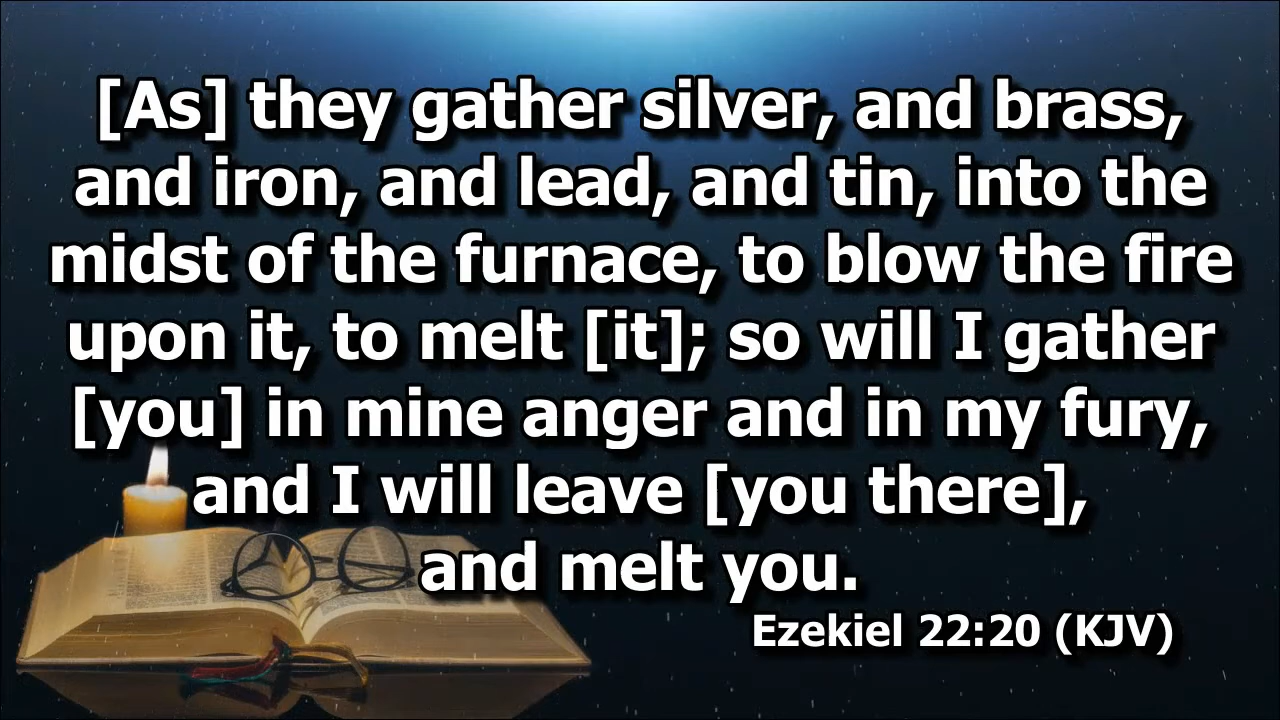 [As] they gather silver, and brass,
and iron, and lead, and tin, into the
midst of the furnace, to blow the fire
upon it, to melt [it]; so will I gather
[you] in mine anger and in my fury,
and I will leave [you there],
and melt you.
Ezekiel 22:20 (KJV)